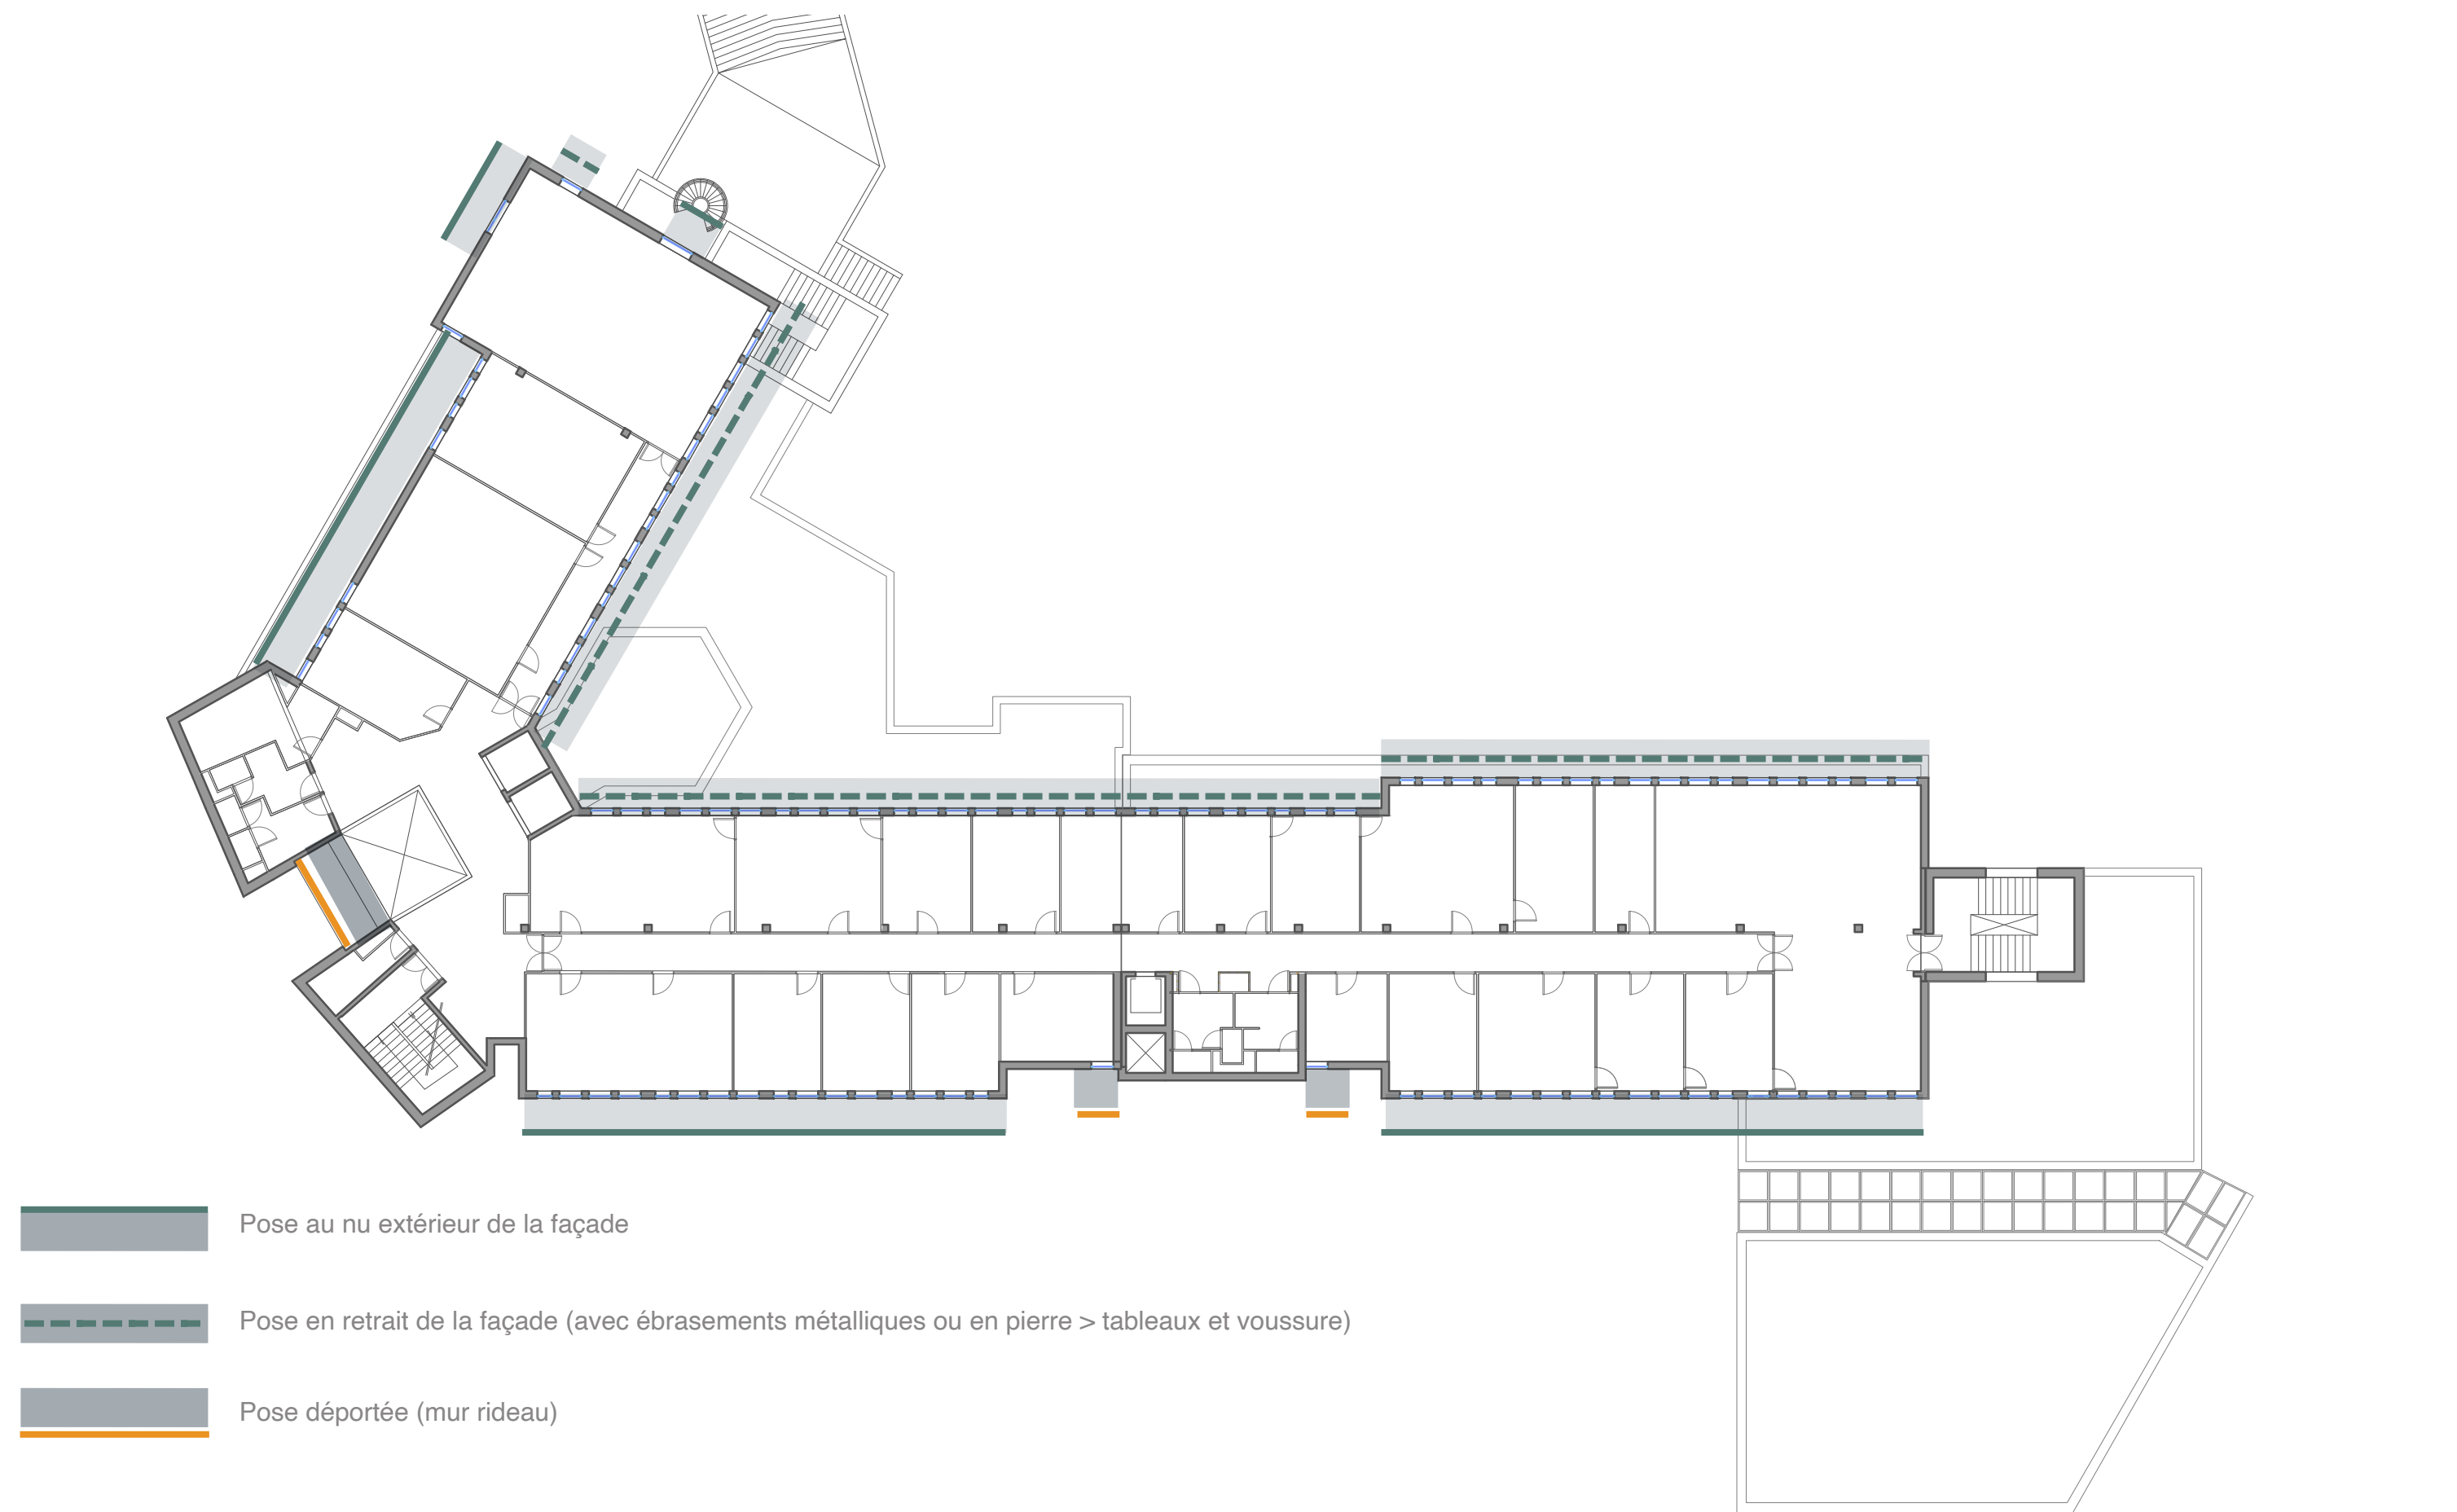 Pose au nu extérieur de la façade
Pose en retrait de la façade (avec ébrasements métalliques ou en pierre > tableaux et voussure)
Pose déportée (mur rideau)